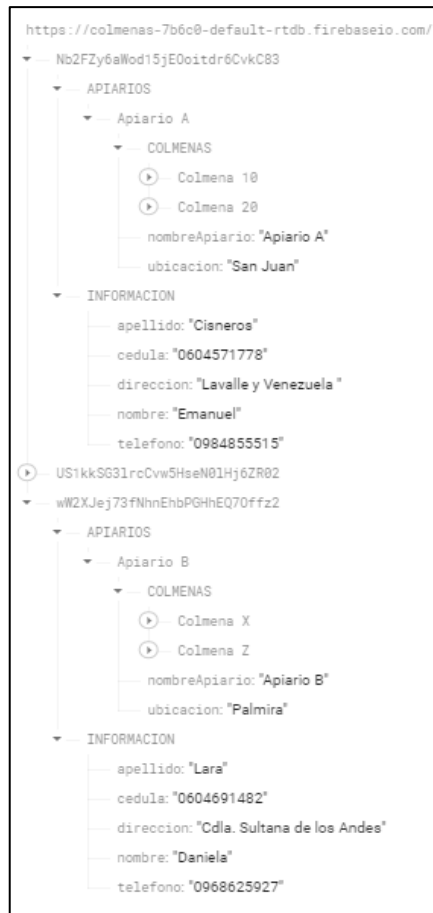 https://colmenas-7b6c0-default-rtdb.firebaseio.com/
Nb2FZy6aWod15jEOoitdr6CvkC83
APIARIOS
Apiario A
COLMENAS
Colmena 10
Colmena 20
nombreApiario: "Apiario A"
ubicacion: "San Juan"
INFORMACION
apellido: "Cisneros"
cedula: "0604571778"
direccion: "Lavalle y Venezuela "
nombre: "Emanuel"
telefono: "0984855515"
US1kkSG3lrcCvw5HseN0lHj6ZR02
wW2XJej73fNhnEhbPGHhEQ7Offz2
APIARIOS
Apiario B
COLMENAS
Colmena X
Colmena Z
nombreApiario: "Apiario B"
ubicacion: "Palmira"
INFORMACION
apellido: "Lara"
cedula: "0604691482"
direccion: "Cdla. Sultana de los Andes"
nombre: "Daniela"
telefono: "0968625927"